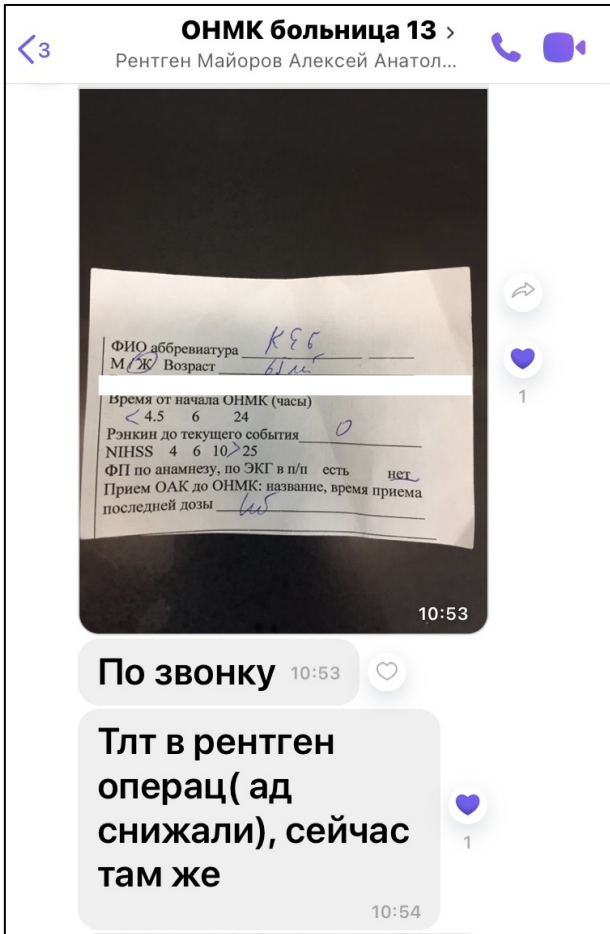 3
ОНМК больница 13 >
Рентген Майоров Алексей Анатол...
ФИО аббревиатура КЕБ
М/Ж Возраст 65 лет
Время от начала ОНМК (часы)
< 4.5 6 24
Рэнкин до текущего события 0
NIHSS 4 6 10 > 25
ФП по анамнезу, по ЭКГ в п/п есть нет
Прием ОАК до ОНМК: название, время приема
последней дозы
10:53
1
По звонку 10:53
Тлт в рентген
операц( ад
снижали), сейчас
там же
1
10:54